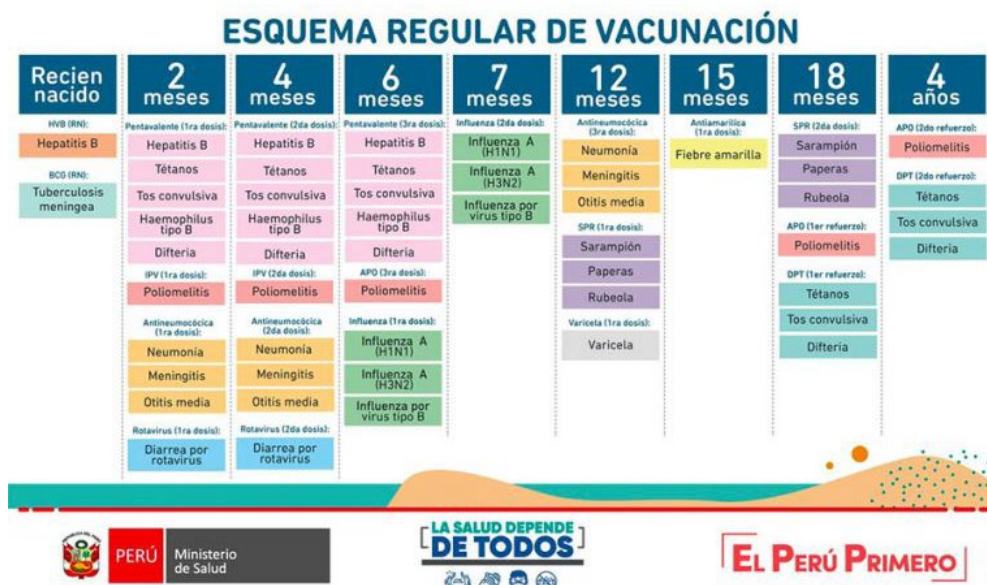 ESQUEMA REGULAR DE VACUNACIÓN
Recien
nacido
HVB (RN):
Hepatitis B
BCG (RN):
Tuberculosis
meningea
2
meses
Pentavalente (1ra dosis):
Hepatitis B
Tétanos
Tos convulsiva
Haemophilus
tipo B
Difteria
IPV (1ra dosis):
Poliomelitis
Antineumocócica
(1ra dosis):
Neumonía
Meningitis
Otitis media
Rotavirus (1ra dosis):
Diarrea por
rotavirus
4
meses
Pentavalente (2da dosis):
Hepatitis B
Tétanos
Tos convulsiva
Haemophilus
tipo B
Difteria
IPV (2da dosis):
Poliomelitis
Antineumocócica
(2da dosis):
Neumonía
Meningitis
Otitis media
Rotavirus (2da dosis):
Diarrea por
rotavirus
6
meses
Pentavalente (3ra dosis):
Hepatitis B
Tétanos
Tos convulsiva
Haemophilus
tipo B
Difteria
APO (3ra dosis):
Poliomelitis
Influenza (1ra dosis):
Influenza A
(H1N1)
Influenza A
(H3N2)
Influenza por
virus tipo B
7
meses
Influenza (2da dosis):
Influenza A
(H1N1)
Influenza A
(H3N2)
Influenza por
virus tipo B
12
meses
Antineumocócica
(3ra dosis):
Neumonía
Meningitis
Otitis media
SPR (1ra dosis):
Sarampión
Paperas
Rubeola
Varicela (1ra dosis):
Varicela
15
meses
Antiamarílica
(1ra dosis):
Fiebre amarilla
18
meses
SPR (2da dosis):
Sarampión
Paperas
Rubeola
APO (1er refuerzo):
Poliomelitis
DPT (1er refuerzo):
Tétanos
Tos convulsiva
Difteria
4
años
APO (2do refuerzo):
Poliomelitis
DPT (2do refuerzo):
Tétanos
Tos convulsiva
Difteria
PERÚ
Ministerio
de Salud
LA SALUD DEPENDE
DE TODOS
EL PERÚ PRIMERO